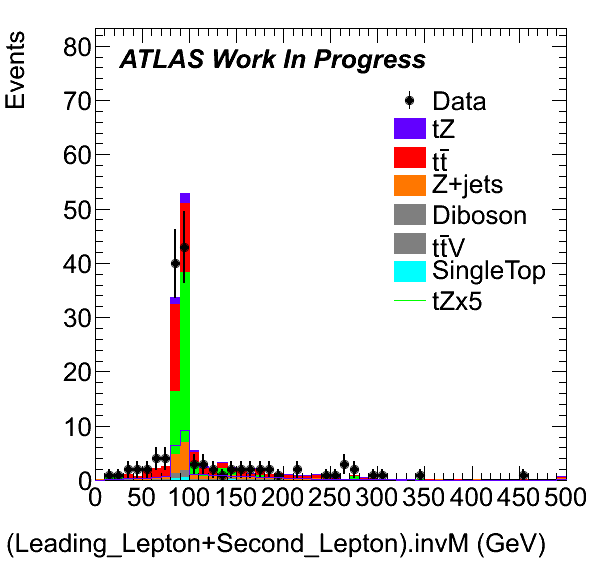 Events
80
70
60
50
40
30
20
10
0
ATLAS Work In Progress
Data
tZ
tt̄
Z+jets
Diboson
tt̄V
SingleTop
tZx5
0 50 100 150 200 250 300 350 400 450 500
(Leading_Lepton+Second_Lepton).invM (GeV)